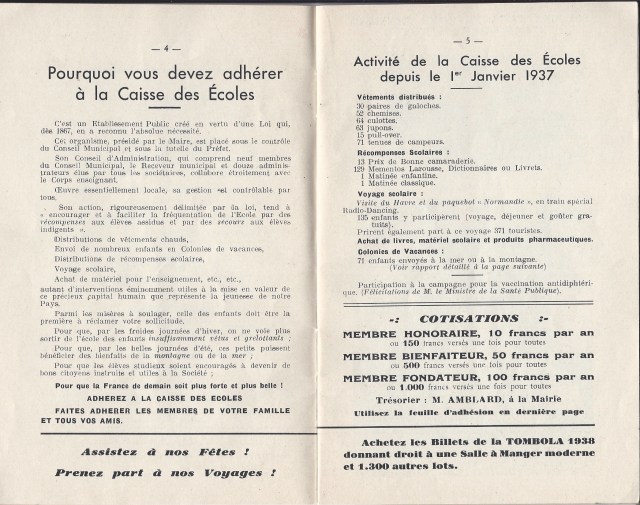 — 4 —
Pourquoi vous devez adhérer
à la Caisse des Écoles
C'est un Etablissement Public créé en vertu d'une Loi qui,
dès 1867, en a reconnu l'absolue nécessité.
Cet organisme, présidé par le Maire, est placé sous le contrôle
du Conseil Municipal et sous la tutelle du Préfet.
Son Conseil d'Administration, qui comprend neuf membres
du Conseil Municipal, le Receveur municipal et douze adminis-
trateurs élus par tous les sociétaires, collabore étroitement avec
le Corps enseignant.
Œuvre essentiellement locale, sa gestion est contrôlable par
tous.
Son action, rigoureusement délimitée par la loi, tend à
« encourager et à faciliter la fréquentation de l'Ecole par des
récompenses aux élèves assidus et par des secours aux élèves
indigents ».
Distributions de vêtements chauds,
Envoi de nombreux enfants en Colonies de vacances,
Distributions de récompenses scolaires,
Voyage scolaire,
Achat de matériel pour l'enseignement, etc., etc.,
autant d'interventions éminemment utiles à la mise en valeur de
ce précieux capital humain que représente la jeunesse de notre
Pays.
Parmi les misères à soulager, celle des enfants doit être la
première à réclamer votre sollicitude.
Pour que, par les froides journées d'hiver, on ne voie plus
sortir de l'école des enfants insuffisamment vêtus et grelottants ;
Pour que, par les belles journées d'été, ces petits puissent
bénéficier des bienfaits de la montagne ou de la mer ;
Pour que les élèves studieux soient encouragés à devenir de
bons citoyens instruits et utiles à la Société ;
Pour que la France de demain soit plus forte et plus belle !
ADHEREZ A LA CAISSE DES ECOLES
FAITES ADHERER LES MEMBRES DE VOTRE FAMILLE
ET TOUS VOS AMIS.
Assistez à nos Fêtes !
Prenez part à nos Voyages !
— 5 —
Activité de la Caisse des Écoles
depuis le 1er Janvier 1937
Vêtements distribués :
30 paires de galoches.
52 chemises.
64 culottes.
63 jupons.
15 pull-over.
71 tenues de campeurs.
Récompenses Scolaires :
13 Prix de Bonne camaraderie.
129 Mementos Larousse, Dictionnaires ou Livrets.
1 Matinée enfantine.
1 Matinée classique.
Voyage scolaire :
Visite du Havre et du paquebot « Normandie », en train spécial
Radio-Dancing.
135 enfants y participèrent (voyage, déjeuner et goûter gra-
tuits).
Prirent également part à ce voyage 371 touristes.
Achat de livres, matériel scolaire et produits pharmaceutiques.
Colonies de Vacances :
71 enfants envoyés à la mer ou à la montagne.
(Voir rapport détaillé à la page suivante)
Participation à la campagne pour la vaccination antidiphtéri-
que. (Félicitations de M. le Ministre de la Santé Publique).
-: COTISATIONS :-
MEMBRE HONORAIRE, 10 francs par an
ou 150 francs versés une fois pour toutes
MEMBRE BIENFAITEUR, 50 francs par an
ou 500 francs versés une fois pour toutes
MEMBRE FONDATEUR, 100 francs par an
ou 1.000 francs versés une fois pour toutes
Trésorier : M. AMBLARD, à la Mairie
Utilisez la feuille d'adhésion en dernière page
Achetez les Billets de la TOMBOLA 1938
donnant droit à une Salle à Manger moderne
et 1.300 autres lots.